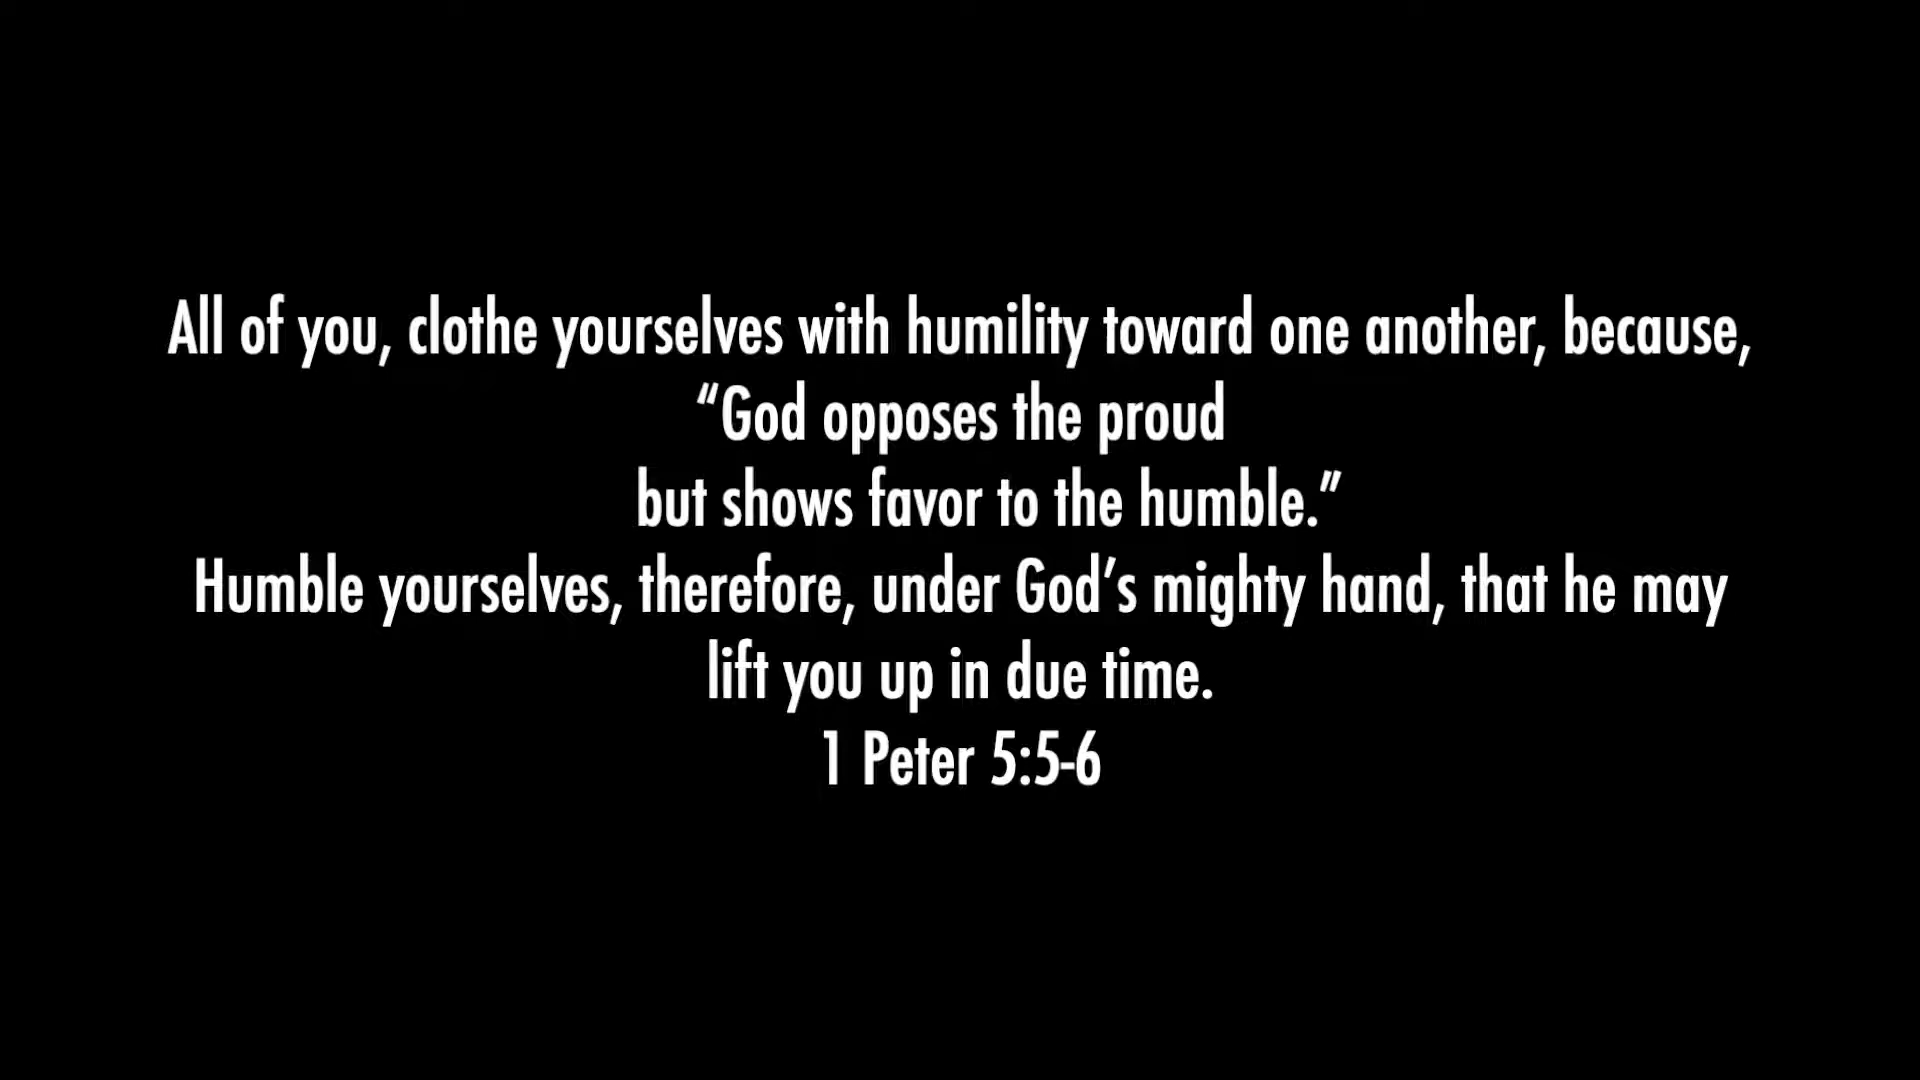 All of you, clothe yourselves with humility toward one another, because,
“God opposes the proud
but shows favor to the humble.”
Humble yourselves, therefore, under God’s mighty hand, that he may
lift you up in due time.
1 Peter 5:5-6